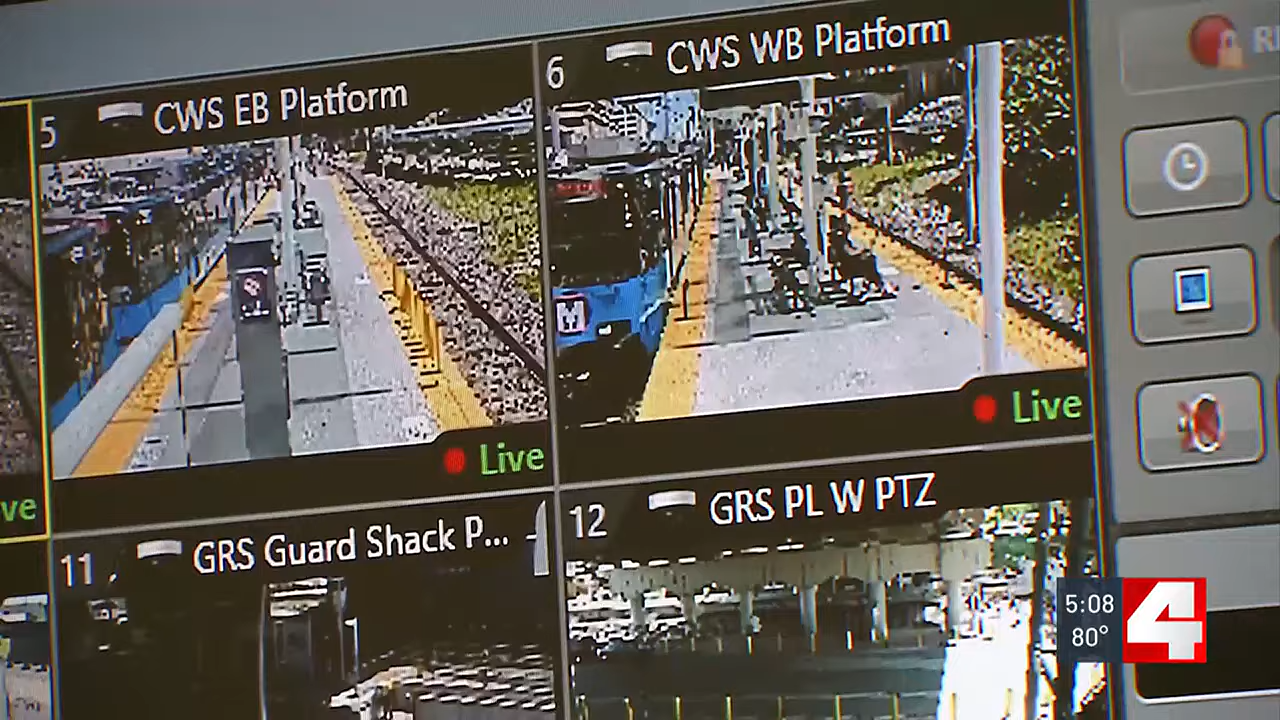 5 CWS EB Platform
6 CWS WB Platform
Live
Live
ve
11 GRS Guard Shack P...
12 GRS PL W PTZ
5:08
80°
4